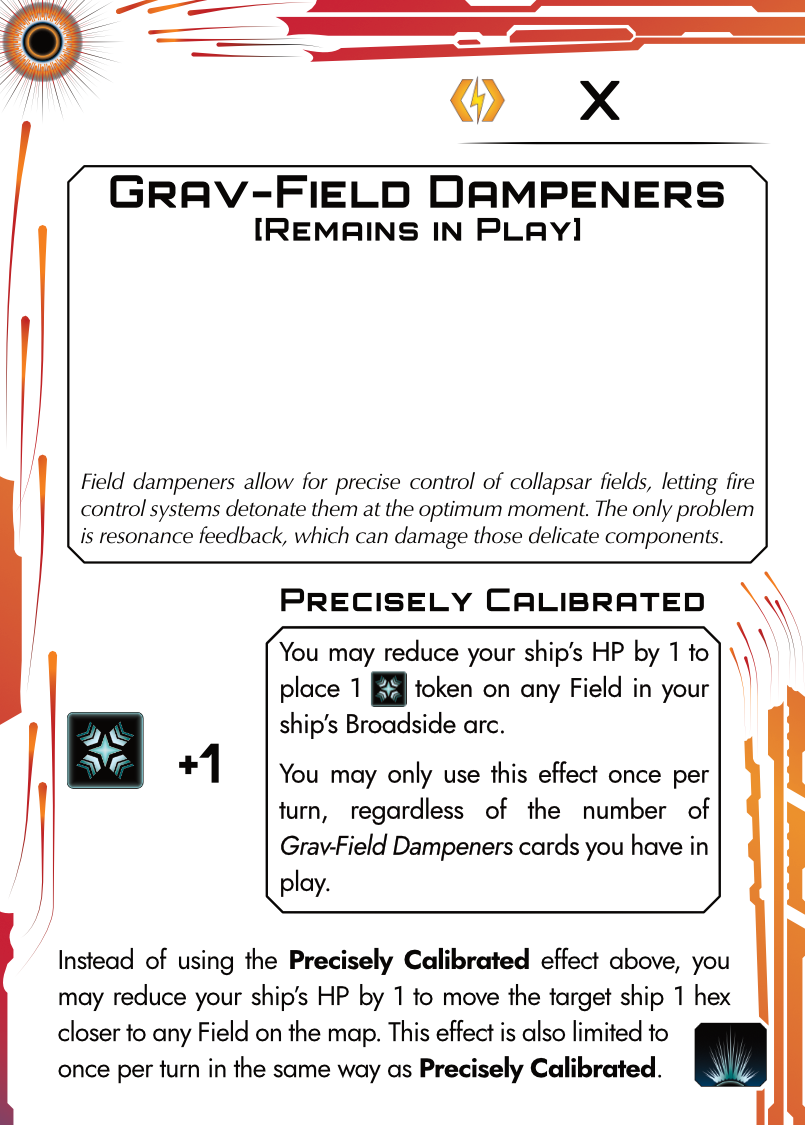 X
Grav-Field Dampeners
[Remains in Play]
Field dampeners allow for precise control of collapsar fields, letting fire
control systems detonate them at the optimum moment. The only problem
is resonance feedback, which can damage those delicate components.
Precisely Calibrated
You may reduce your ship's HP by 1 to
place 1 token on any Field in your
ship's Broadside arc.
You may only use this effect once per
turn, regardless of the number of
Grav-Field Dampeners cards you have in
play.
+1
Instead of using the Precisely Calibrated effect above, you
may reduce your ship's HP by 1 to move the target ship 1 hex
closer to any Field on the map. This effect is also limited to
once per turn in the same way as Precisely Calibrated.